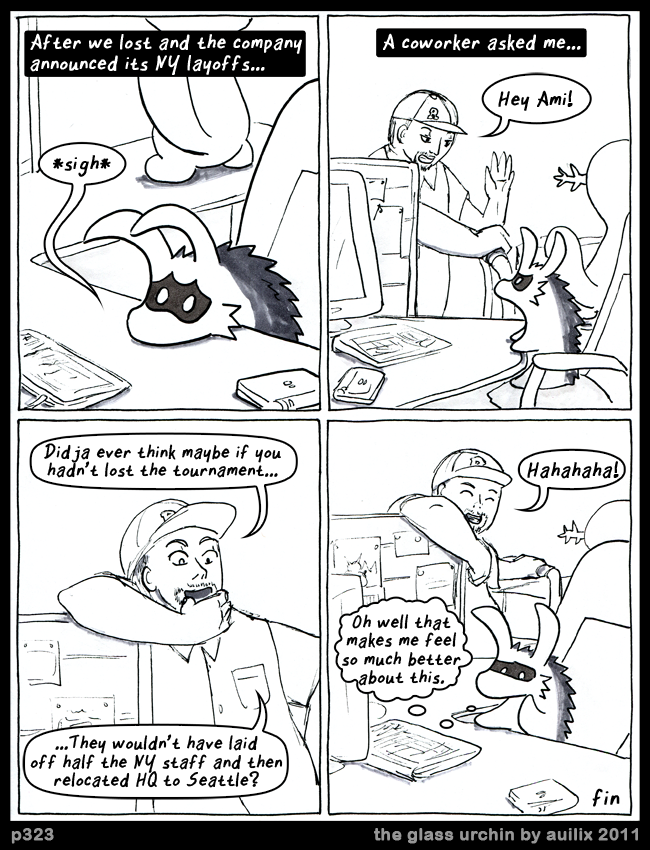 After we lost and the company
announced its NY layoffs...
*sigh*
A coworker asked me...
Hey Ami!
Didja ever think maybe if you
hadn't lost the tournament...
...They wouldn't have laid
off half the NY staff and then
relocated HQ to Seattle?
Hahahaha!
Oh well that
makes me feel
so much better
about this.
fin
p323
the glass urchin by auilix 2011